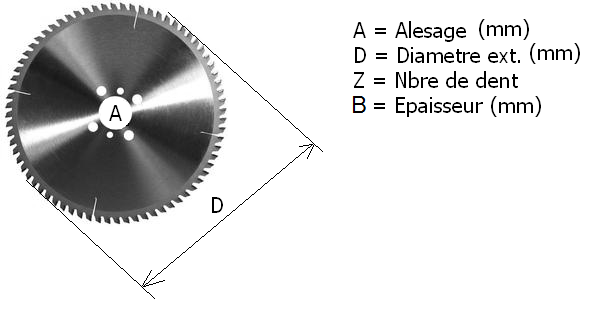 A = Alesage (mm)
D = Diametre ext. (mm)
Z = Nbre de dent
B = Epaisseur (mm)
A
D